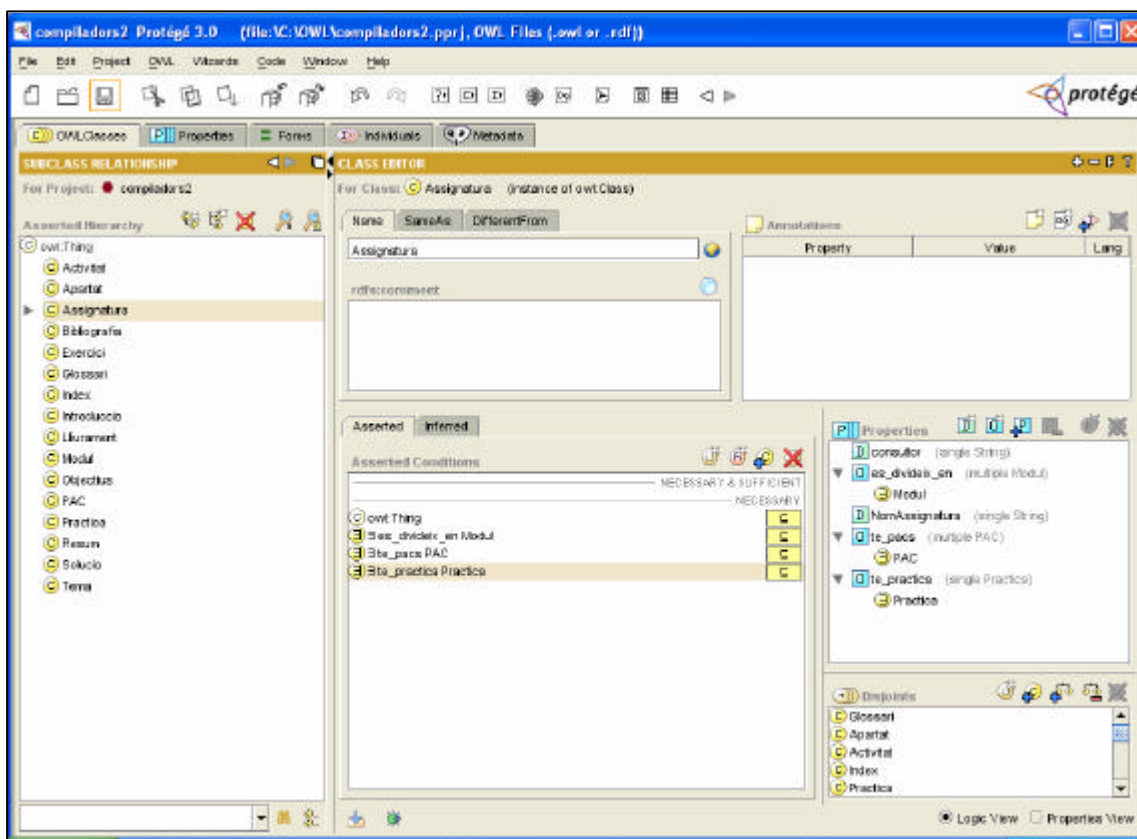 compiladors2 Protégé 3.0 (file:\C:\OWL\compiladors2.pprj, OWL Files (.owl or .rdf))
File Edit Project OWL Wizards Code Window Help
protégé
OWLClasses Properties Forms Individuals Metadata
SUBCLASS RELATIONSHIP
For Project: compiladors2
Asserted Hierarchy
owl:Thing
Activitat
Apartat
Assignatura
Bibliografia
Exercici
Glossari
Index
Introduccio
Lliurament
Modul
Objectius
PAC
Practica
Resum
Solucio
Tema
CLASS EDITOR
For Class: Assignatura (instance of owl:Class)
Name SameAs DifferentFrom
Assignatura
rdfs:comment
Annotations
Property Value Lang
Asserted Inferred
Asserted Conditions
NECESSARY & SUFFICIENT
NECESSARY
owl:Thing
∃ es_divideix_en Modul
∃ te_pacs PAC
∃ te_practica Practica
Properties
consultor (single String)
es_divideix_en (multiple Modul)
Modul
NomAssignatura (single String)
te_pacs (multiple PAC)
PAC
te_practica (single Practica)
Practica
Disjoints
Glossari
Apartat
Activitat
Index
Practica
Logic View Properties View